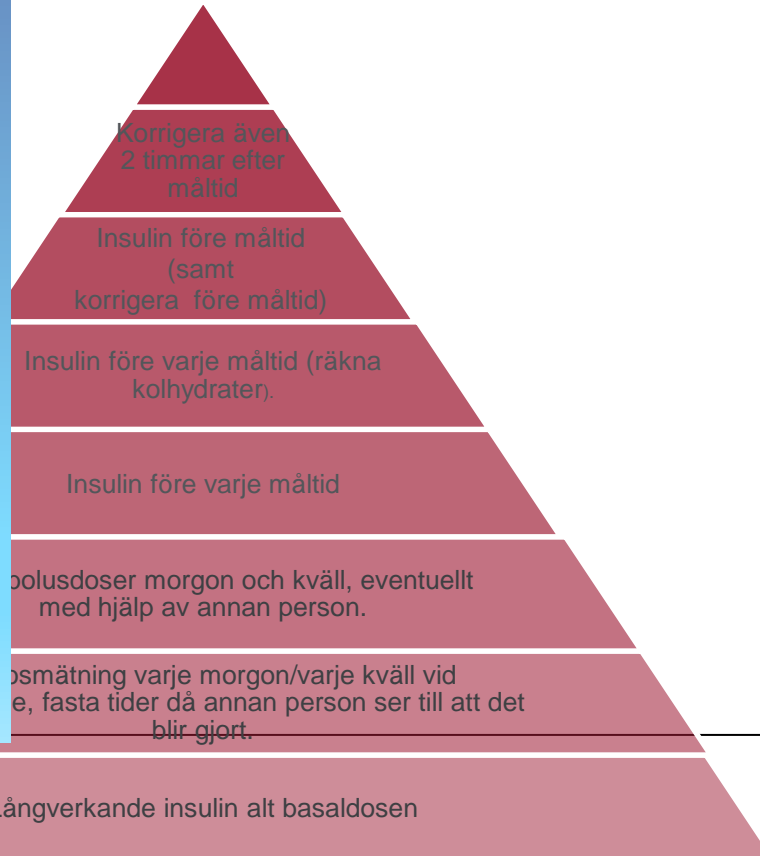 Korrigera även
2 timmar efter
måltid
Insulin före måltid
(samt
korrigera före måltid)
Insulin före varje måltid (räkna
kolhydrater).
Insulin före varje måltid
bolusdoser morgon och kväll, eventuellt
med hjälp av annan person.
varje morgon/varje kväll vid
fasta tider då annan person ser till att det
blir gjort.
Långverkande insulin alt basaldosen